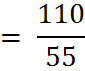 = 110/55